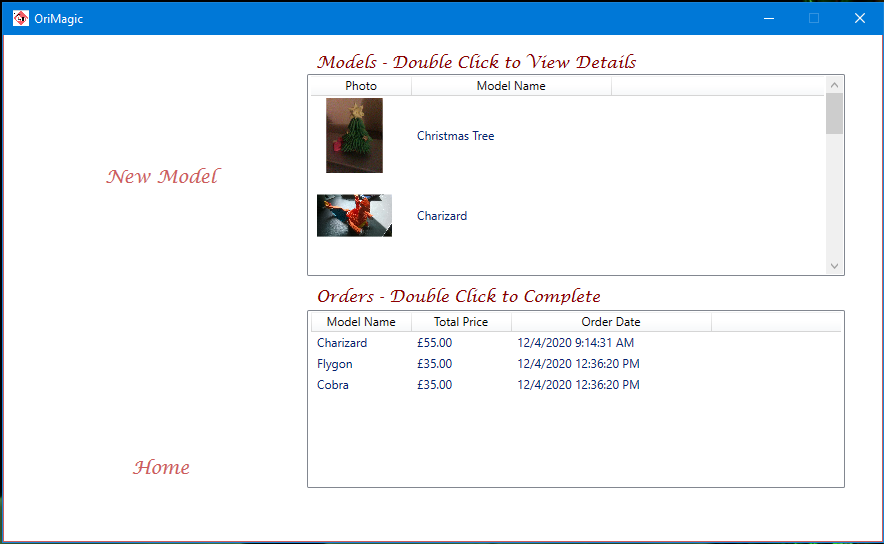 OriMagic
Models - Double Click to View Details
Photo Model Name
Christmas Tree
New Model
Charizard
Orders - Double Click to Complete
Model Name Total Price Order Date
Charizard £55.00 12/4/2020 9:14:31 AM
Flygon £35.00 12/4/2020 12:36:20 PM
Cobra £35.00 12/4/2020 12:36:20 PM
Home